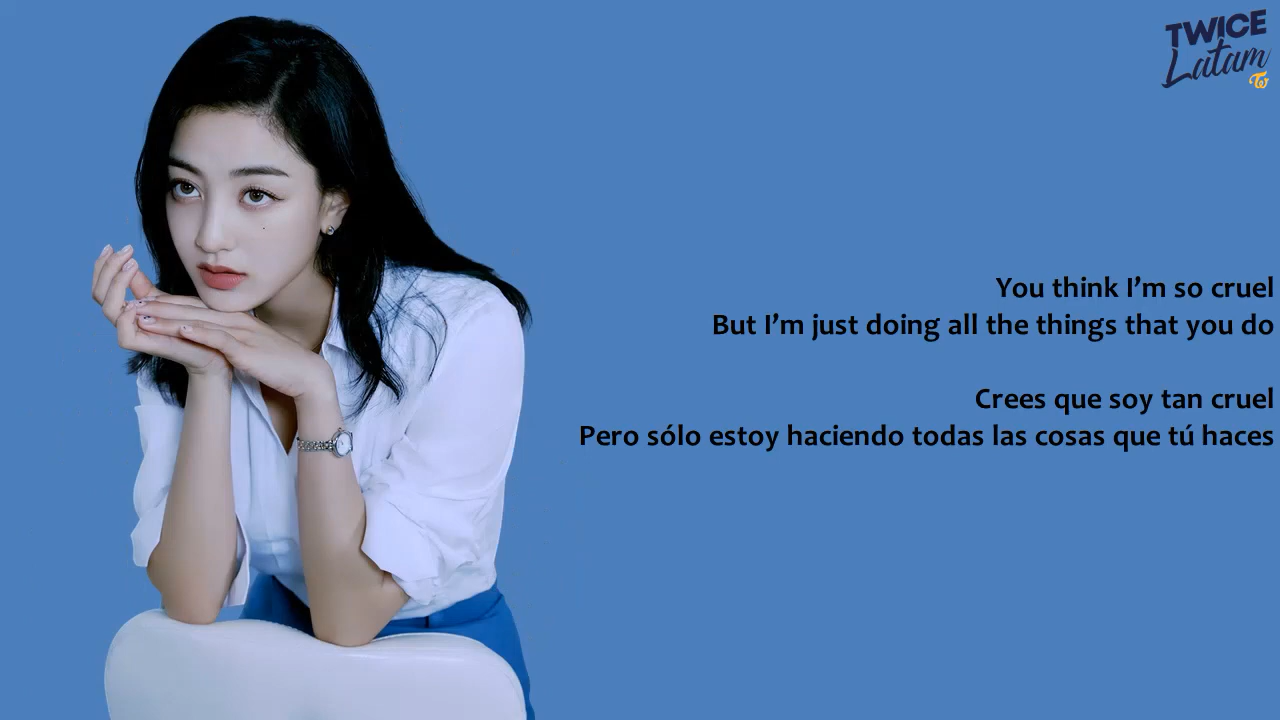 TWICE
Latam
You think I’m so cruel
But I’m just doing all the things that you do
Crees que soy tan cruel
Pero sólo estoy haciendo todas las cosas que tú haces